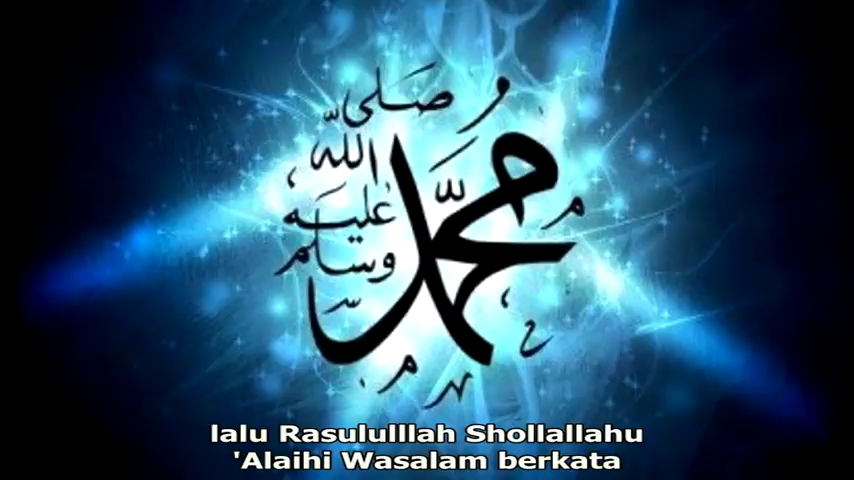 محمد
صلى
الله
عليه
وسلم
lalu Rasululllah Shollallahu
'Alaihi Wasalam berkata